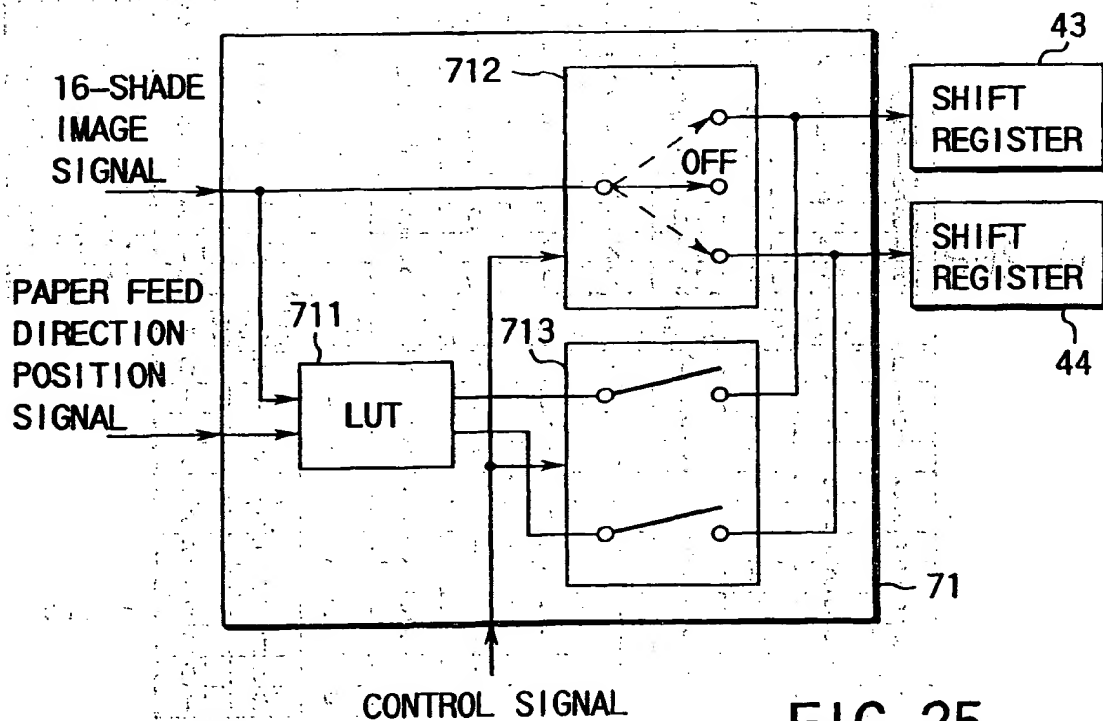 43
712
16-SHADE
IMAGE
SIGNAL
SHIFT
REGISTER
OFF
SHIFT
REGISTER
PAPER FEED
DIRECTION
POSITION
SIGNAL
711
713
44
LUT
71
CONTROL SIGNAL
FIG. 25